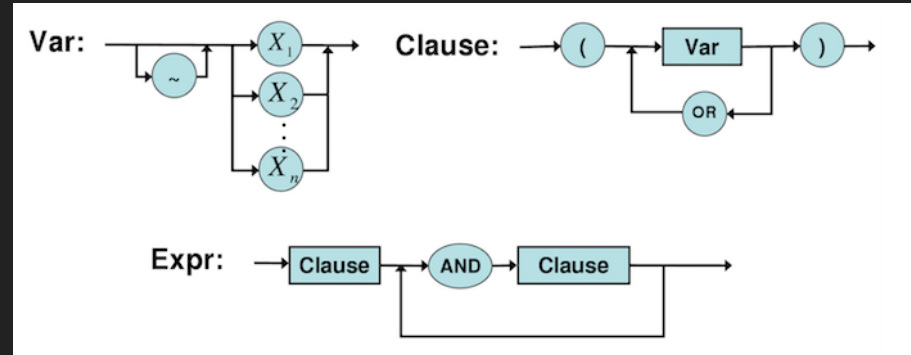 Var:
~
X1
X2
⋮
Xn
Clause:
(
Var
)
OR
Expr:
Clause
AND
Clause